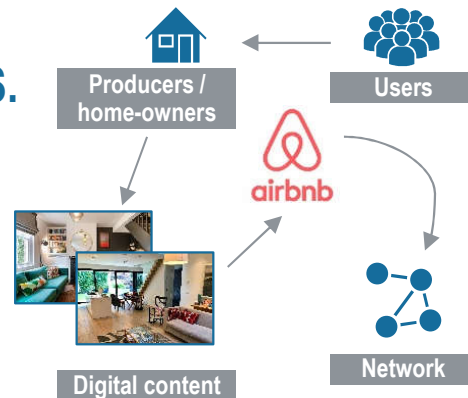 s.
Producers /
home-owners
Users
airbnb
Digital content
Network